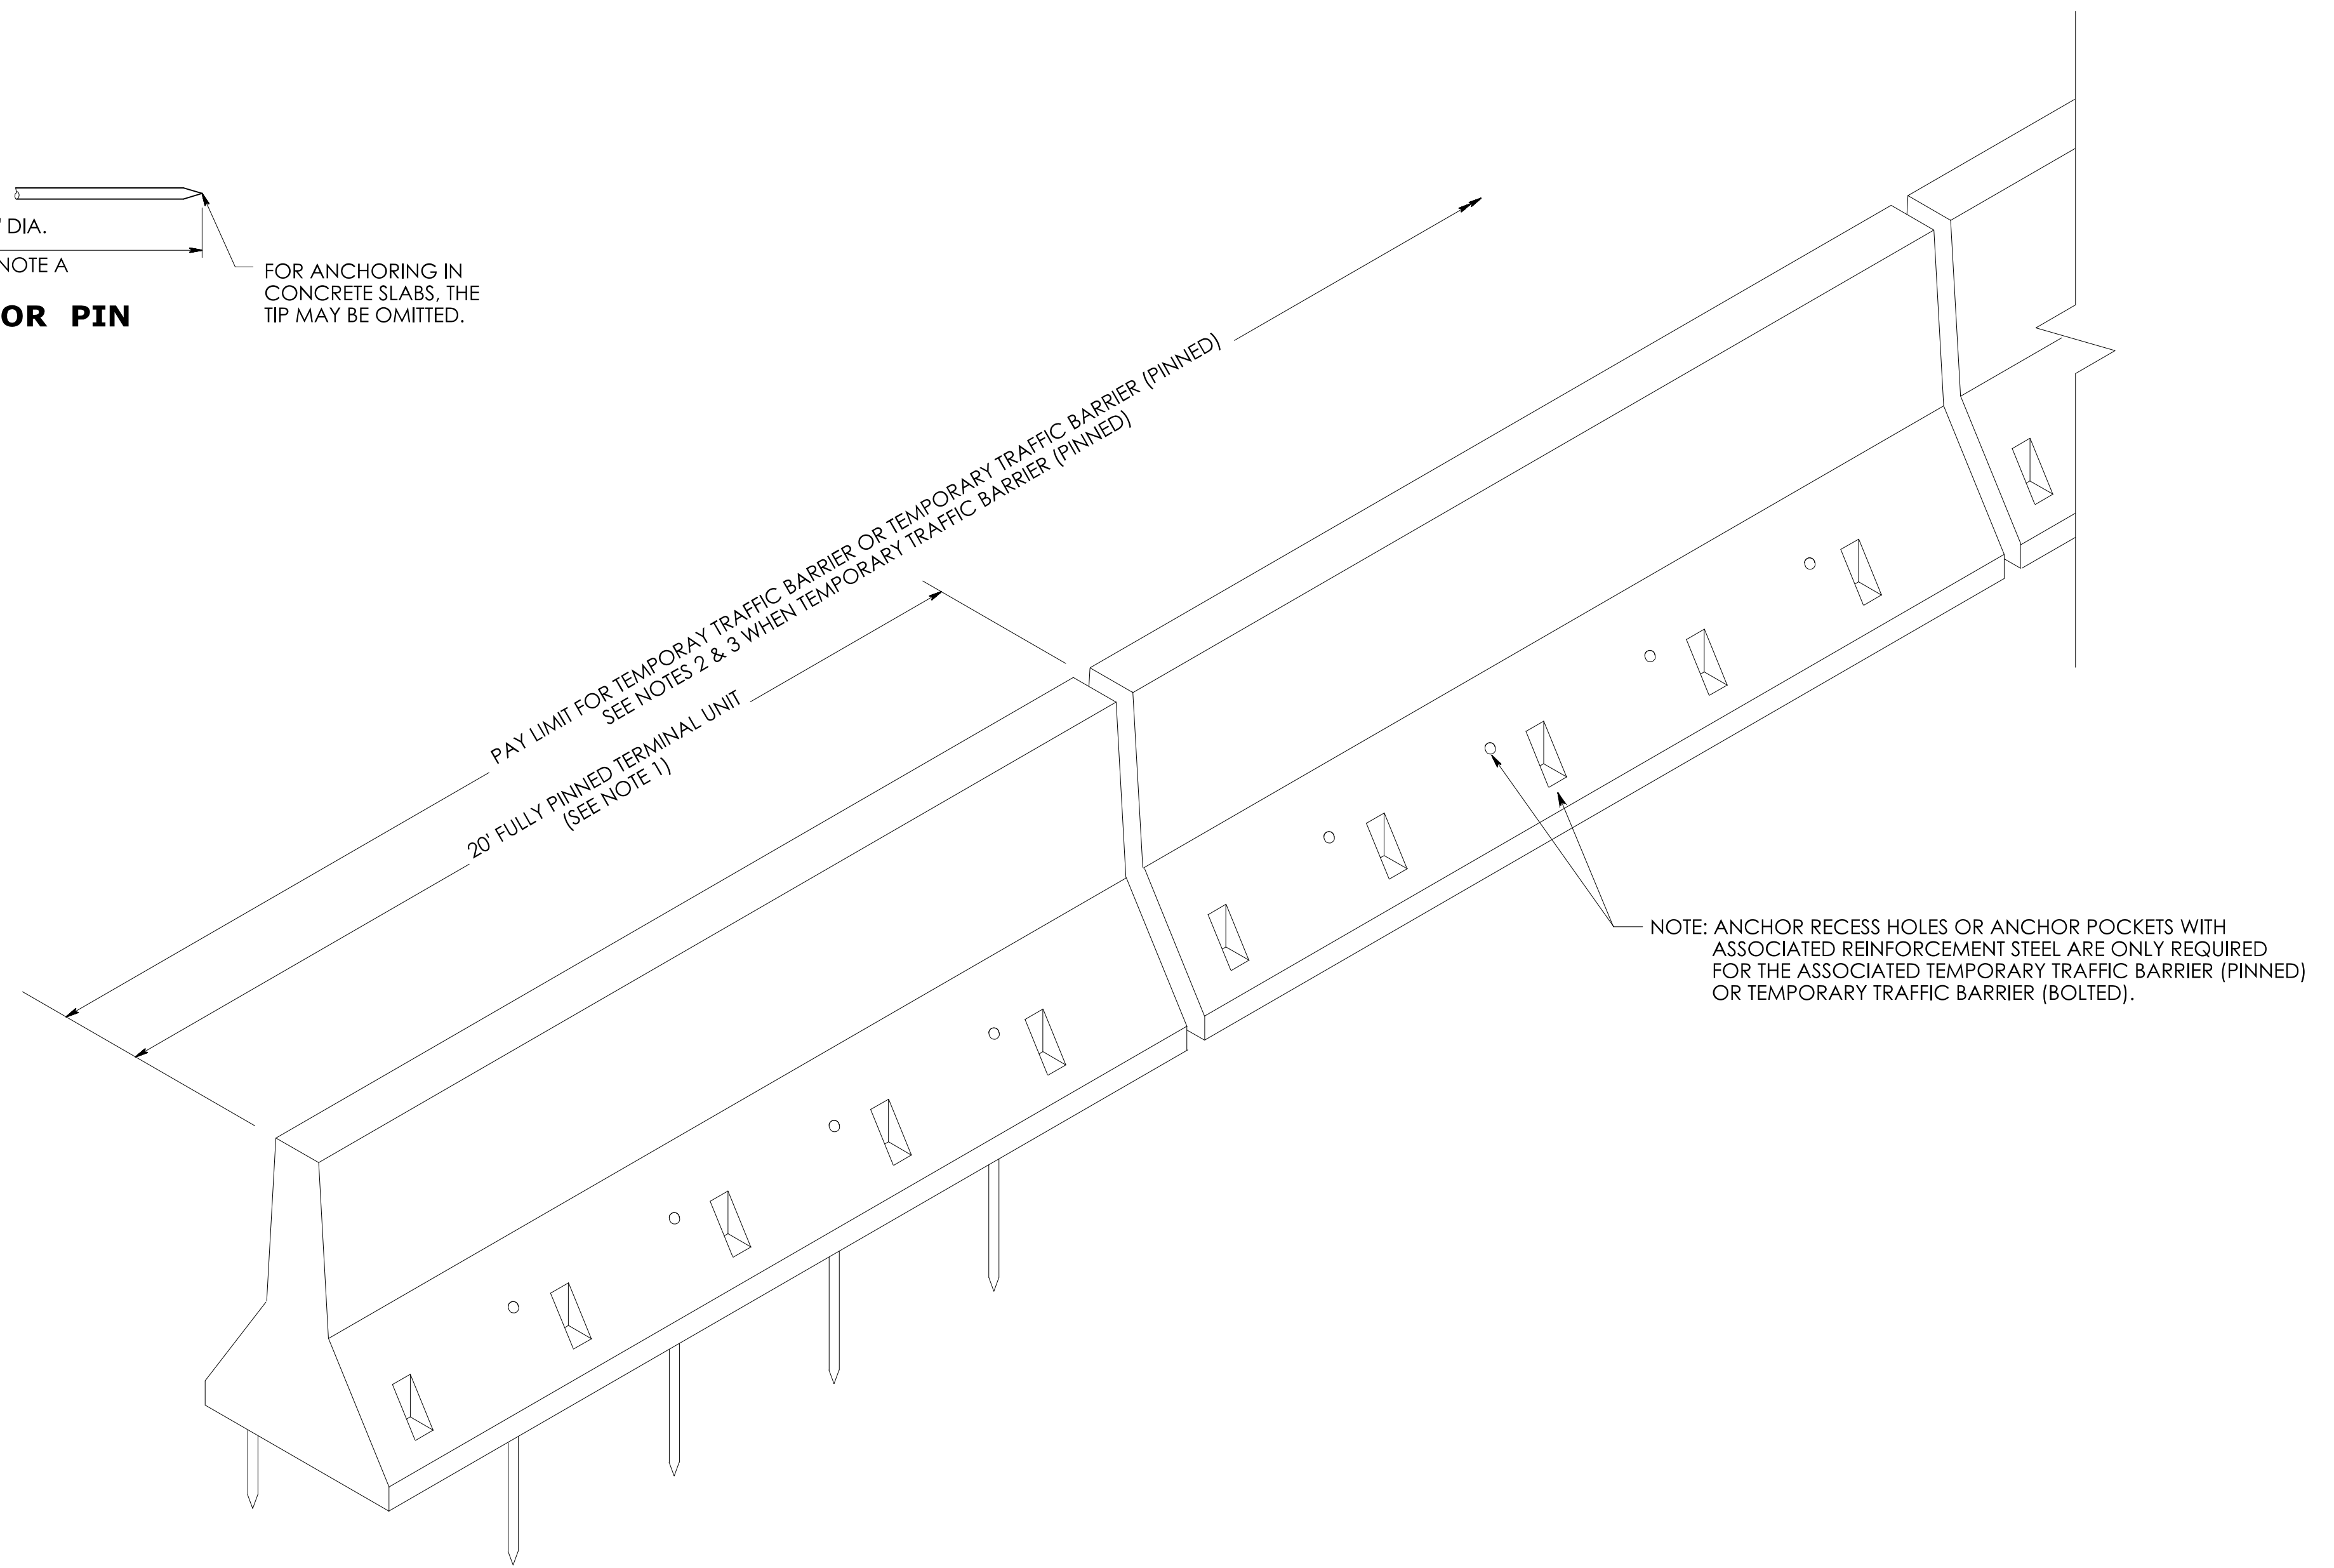 " DIA.
NOTE A
OR PIN
FOR ANCHORING IN
CONCRETE SLABS, THE
TIP MAY BE OMITTED.
PAY LIMIT FOR TEMPORAY TRAFFIC BARRIER OR TEMPORARY TRAFFIC BARRIER (PINNED)
SEE NOTES 2 & 3 WHEN TEMPORARY TRAFFIC BARRIER (PINNED)
20' FULLY PINNED TERMINAL UNIT
(SEE NOTE 1)
NOTE: ANCHOR RECESS HOLES OR ANCHOR POCKETS WITH
ASSOCIATED REINFORCEMENT STEEL ARE ONLY REQUIRED
FOR THE ASSOCIATED TEMPORARY TRAFFIC BARRIER (PINNED)
OR TEMPORARY TRAFFIC BARRIER (BOLTED).